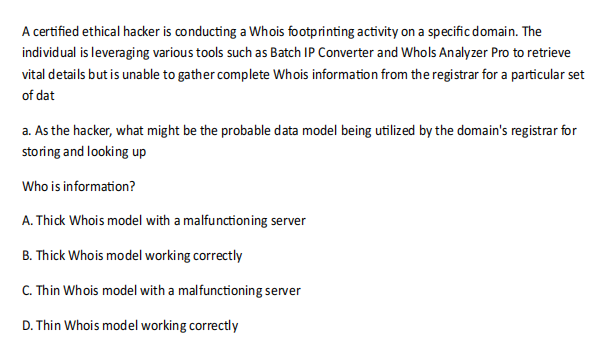 A certified ethical hacker is conducting a Whois footprinting activity on a specific domain. The
individual is leveraging various tools such as Batch IP Converter and Whols Analyzer Pro to retrieve
vital details but is unable to gather complete Whois information from the registrar for a particular set
of dat
a. As the hacker, what might be the probable data model being utilized by the domain's registrar for
storing and looking up
Who is information?
A. Thick Whois model with a malfunctioning server
B. Thick Whois model working correctly
C. Thin Whois model with a malfunctioning server
D. Thin Whois model working correctly